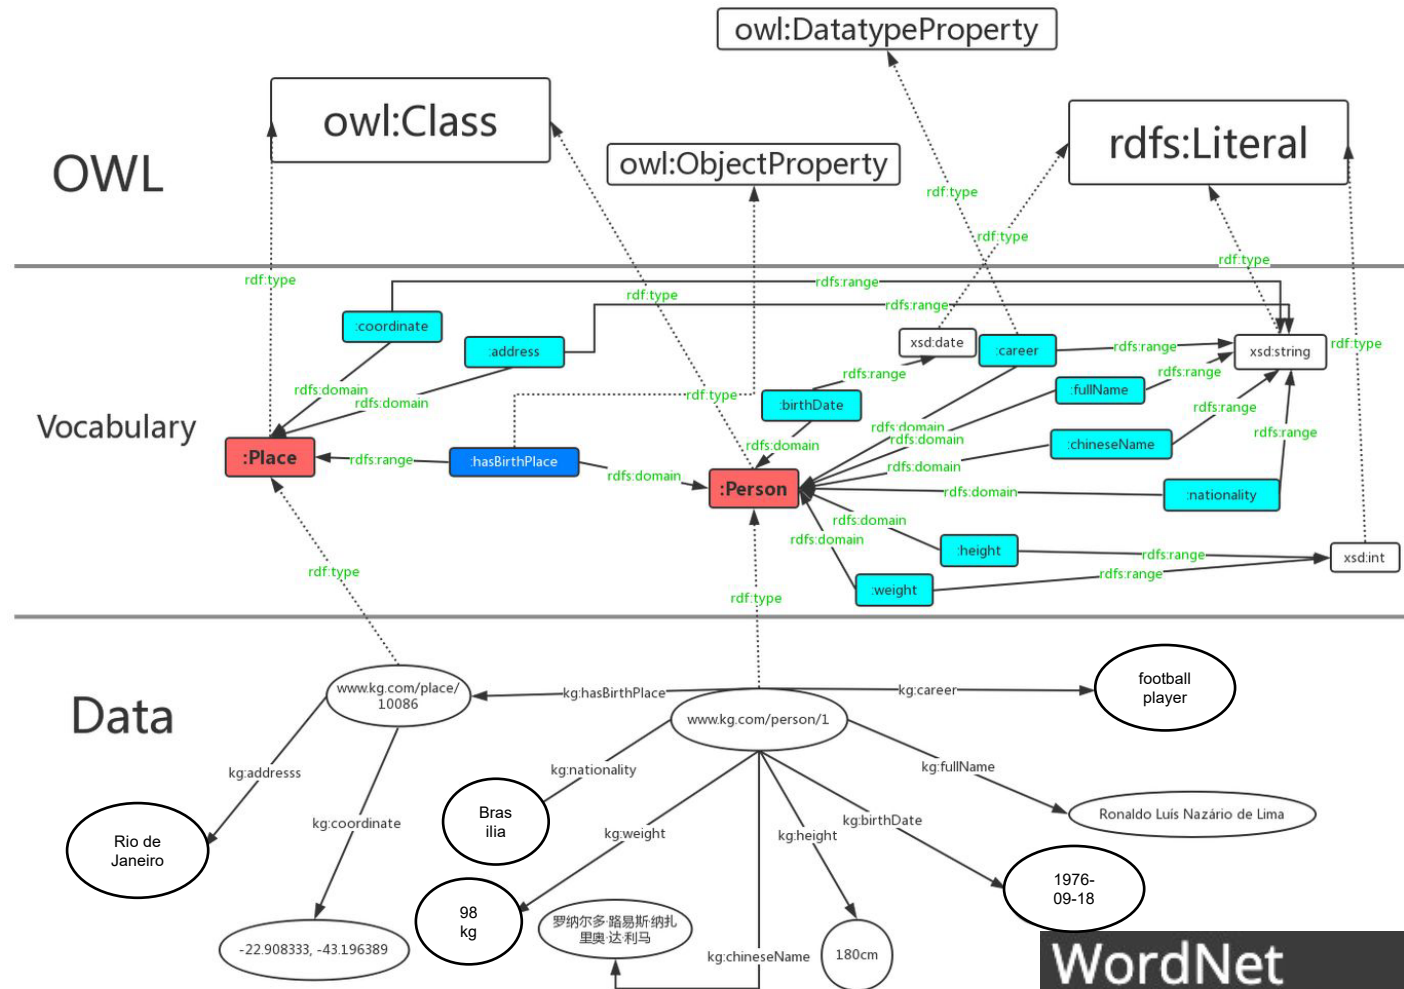 owl:DatatypeProperty
owl:Class
rdfs:Literal
owl:ObjectProperty
OWL
rdf:type
rdf:type
rdf:type
rdf:type
rdf:type
rdfs:range
rdfs:range
:coordinate
:address
xsd:date
:career
rdfs:range
xsd:string
rdf:type
rdfs:domain
rdfs:domain
rdf:type
rdfs:range
:fullName
rdfs:range
:birthDate
rdfs:range
Vocabulary
rdfs:domain
rdfs:domain
rdfs:domain
:chineseName
rdfs:range
:Place
rdfs:range
:hasBirthPlace
rdfs:domain
rdfs:domain
:Person
rdfs:domain
:nationality
rdfs:domain
rdfs:domain
:height
rdfs:range
xsd:int
rdf:type
rdfs:range
:weight
rdf:type
www.kg.com/place/
10086
kg:hasBirthPlace
kg:career
football
player
Data
www.kg.com/person/1
kg:addresss
kg:nationality
kg:fullName
kg:coordinate
Bras
ilia
kg:weight
kg:height
kg:birthDate
Ronaldo Luís Nazário de Lima
Rio de
Janeiro
1976-
09-18
98
kg
罗纳尔多·路易斯·纳扎
里奥·达·利马
-22.908333, -43.196389
kg:chineseName
180cm
WordNet